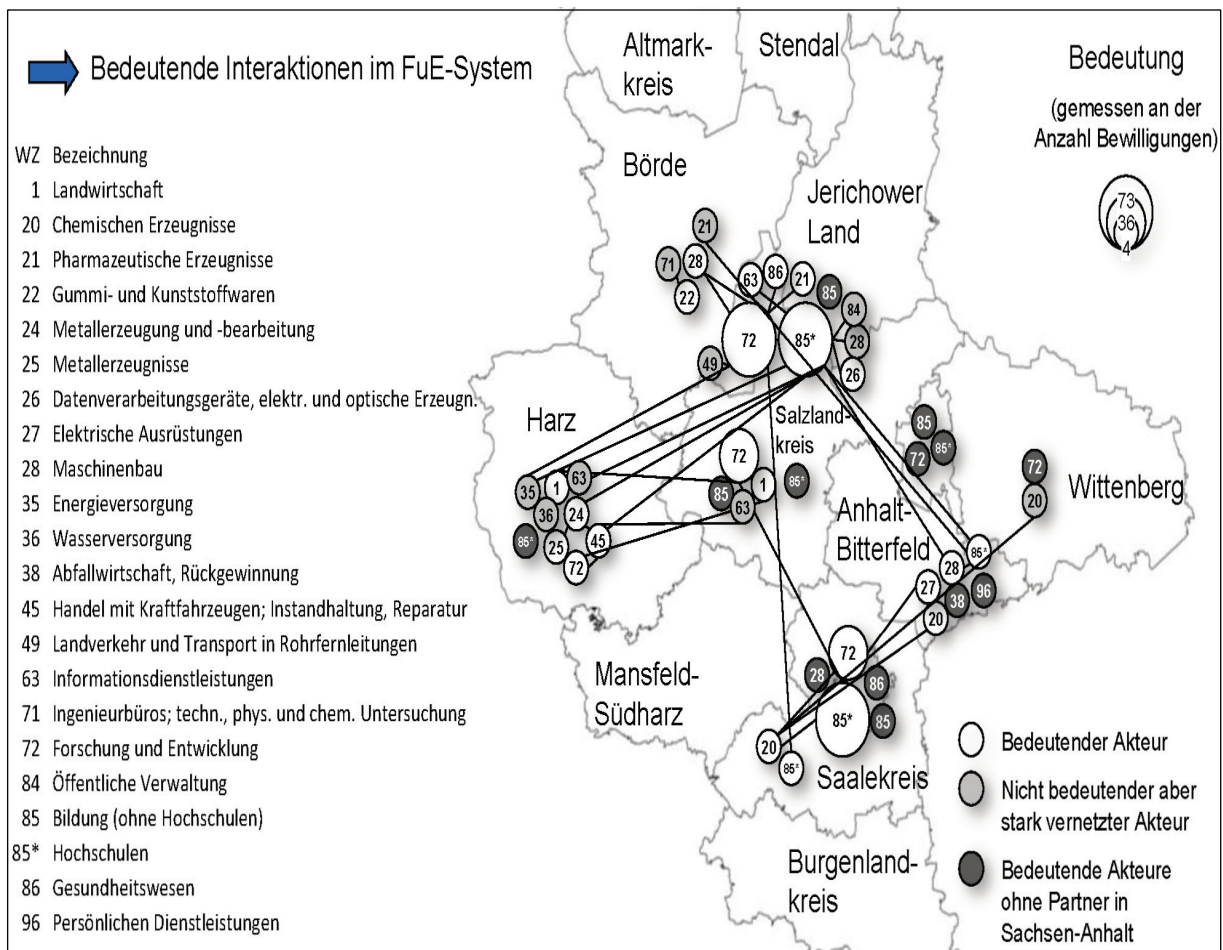 Bedeutende Interaktionen im FuE-System
WZ Bezeichnung
1 Landwirtschaft
20 Chemischen Erzeugnisse
21 Pharmazeutische Erzeugnisse
22 Gummi- und Kunststoffwaren
24 Metallerzeugung und -bearbeitung
25 Metallerzeugnisse
26 Datenverarbeitungsgeräte, elektr. und optische Erzeugn.
27 Elektrische Ausrüstungen
28 Maschinenbau
35 Energieversorgung
36 Wasserversorgung
38 Abfallwirtschaft, Rückgewinnung
45 Handel mit Kraftfahrzeugen; Instandhaltung, Reparatur
49 Landverkehr und Transport in Rohrfernleitungen
63 Informationsdienstleistungen
71 Ingenieurbüros; techn., phys. und chem. Untersuchung
72 Forschung und Entwicklung
84 Öffentliche Verwaltung
85 Bildung (ohne Hochschulen)
85* Hochschulen
86 Gesundheitswesen
96 Persönlichen Dienstleistungen
Altmark-
kreis
Stendal
Börde
Jerichower
Land
21
71
28
22
63
86
21
85
84
28
26
72
85*
49
Harz
35
1
63
36
24
85*
25
45
72
Salzland-
kreis
72
85
1
85*
63
Anhalt-
Bitterfeld
85
72
85*
Wittenberg
72
20
85*
28
27
38
96
20
Mansfeld-
Südharz
72
28
86
85*
85
20
85*
Saalekreis
Burgenland-
kreis
Bedeutung
(gemessen an der
Anzahl Bewilligungen)
73
36
4
Bedeutender Akteur
Nicht bedeutender aber
stark vernetzter Akteur
Bedeutende Akteure
ohne Partner in
Sachsen-Anhalt